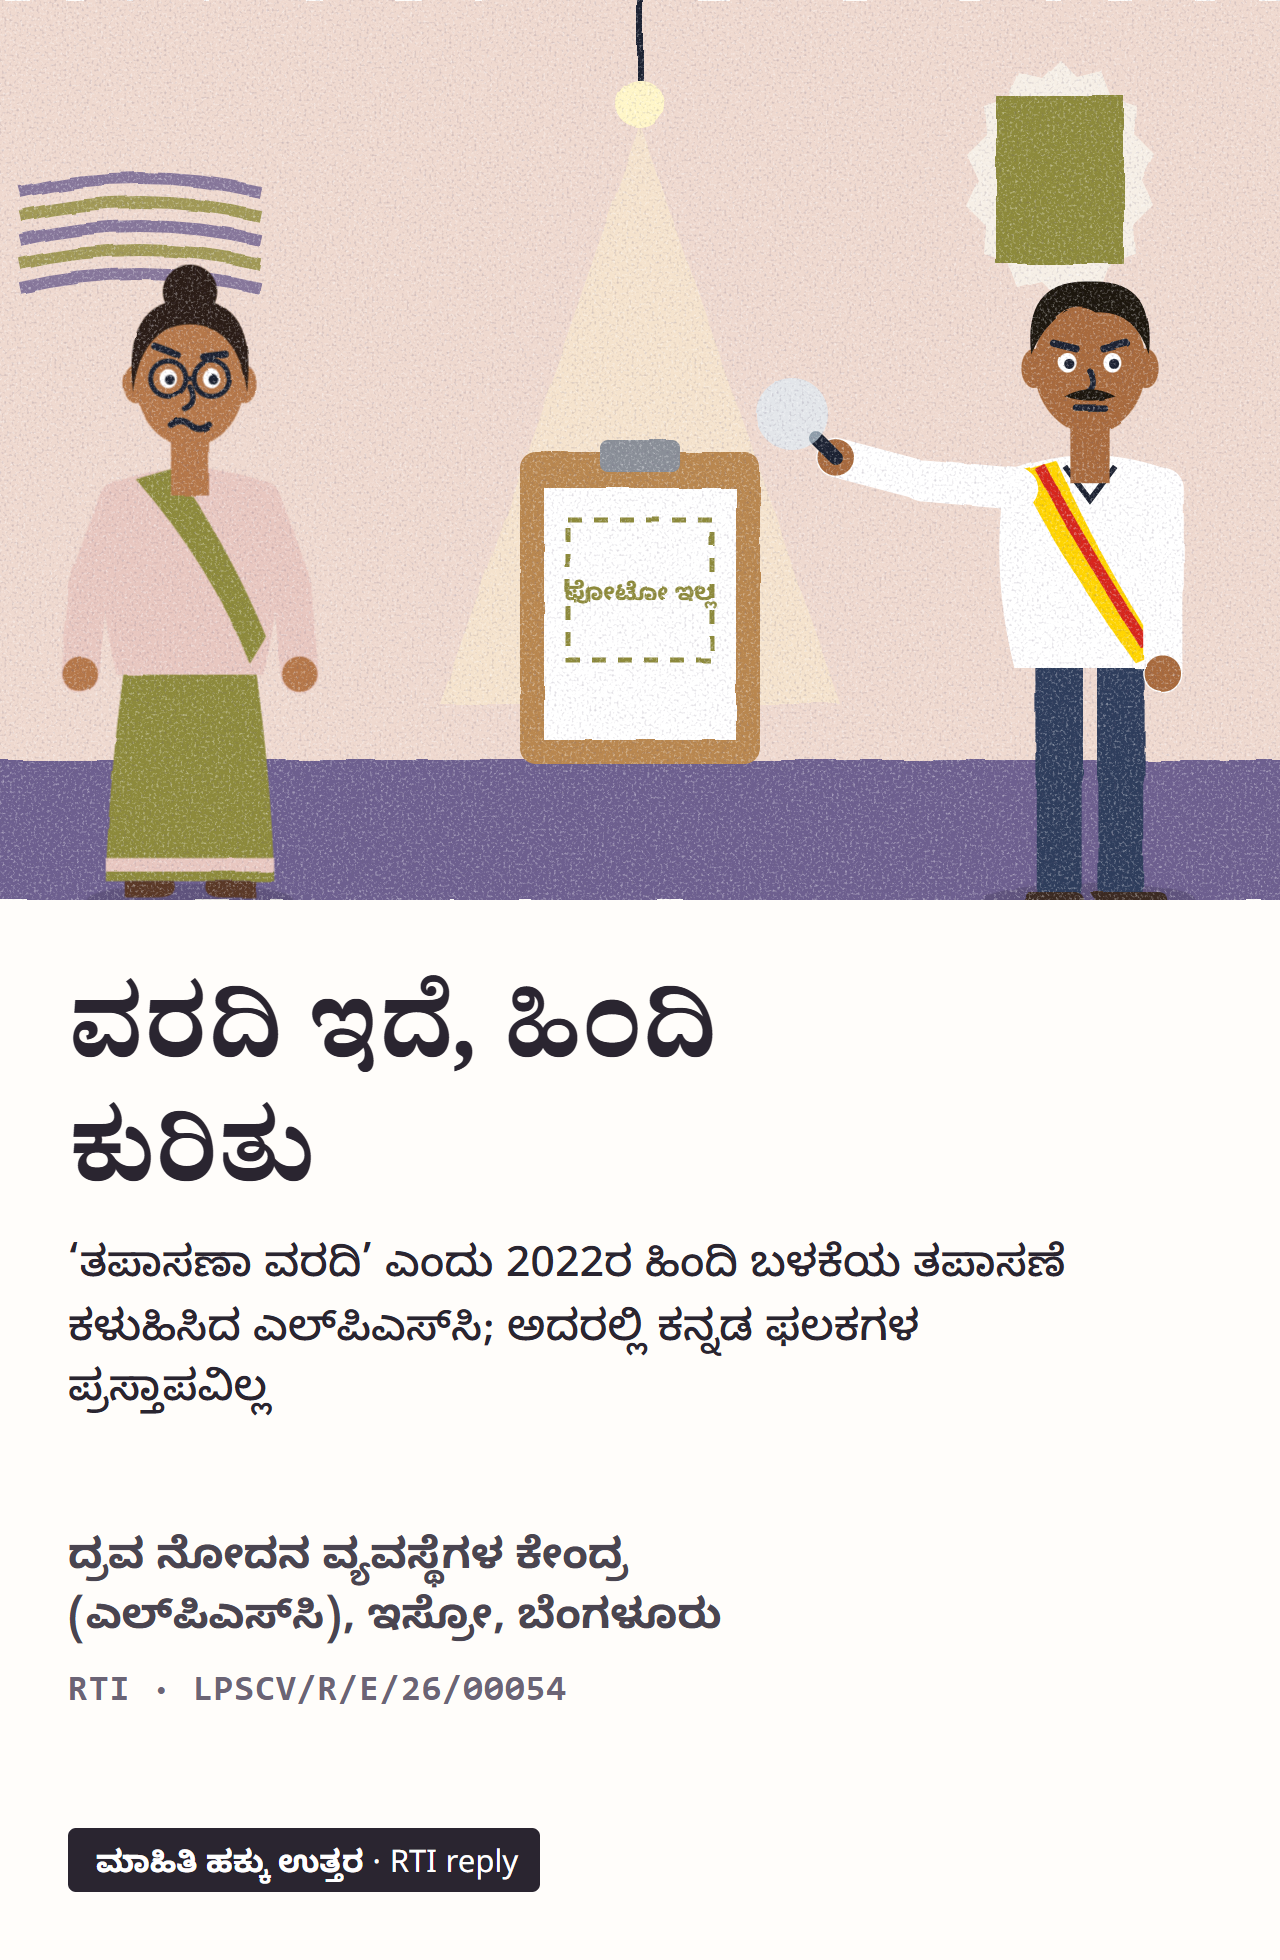 ಫೋಟೋ ಇಲ್ಲ
ವರದಿ ಇದೆ, ಹಿಂದಿ
ಕುರಿತು
‘ತಪಾಸಣಾ ವರದಿ’ ಎಂದು 2022ರ ಹಿಂದಿ ಬಳಕೆಯ ತಪಾಸಣೆ
ಕಳುಹಿಸಿದ ಎಲ್‌ಪಿಎಸ್‌ಸಿ; ಅದರಲ್ಲಿ ಕನ್ನಡ ಫಲಕಗಳ
ಪ್ರಸ್ತಾಪವಿಲ್ಲ
ದ್ರವ ನೋದನ ವ್ಯವಸ್ಥೆಗಳ ಕೇಂದ್ರ
(ಎಲ್‌ಪಿಎಸ್‌ಸಿ), ಇಸ್ರೋ, ಬೆಂಗಳೂರು
RTI · LPSCV/R/E/26/00054
ಮಾಹಿತಿ ಹಕ್ಕು ಉತ್ತರ · RTI reply